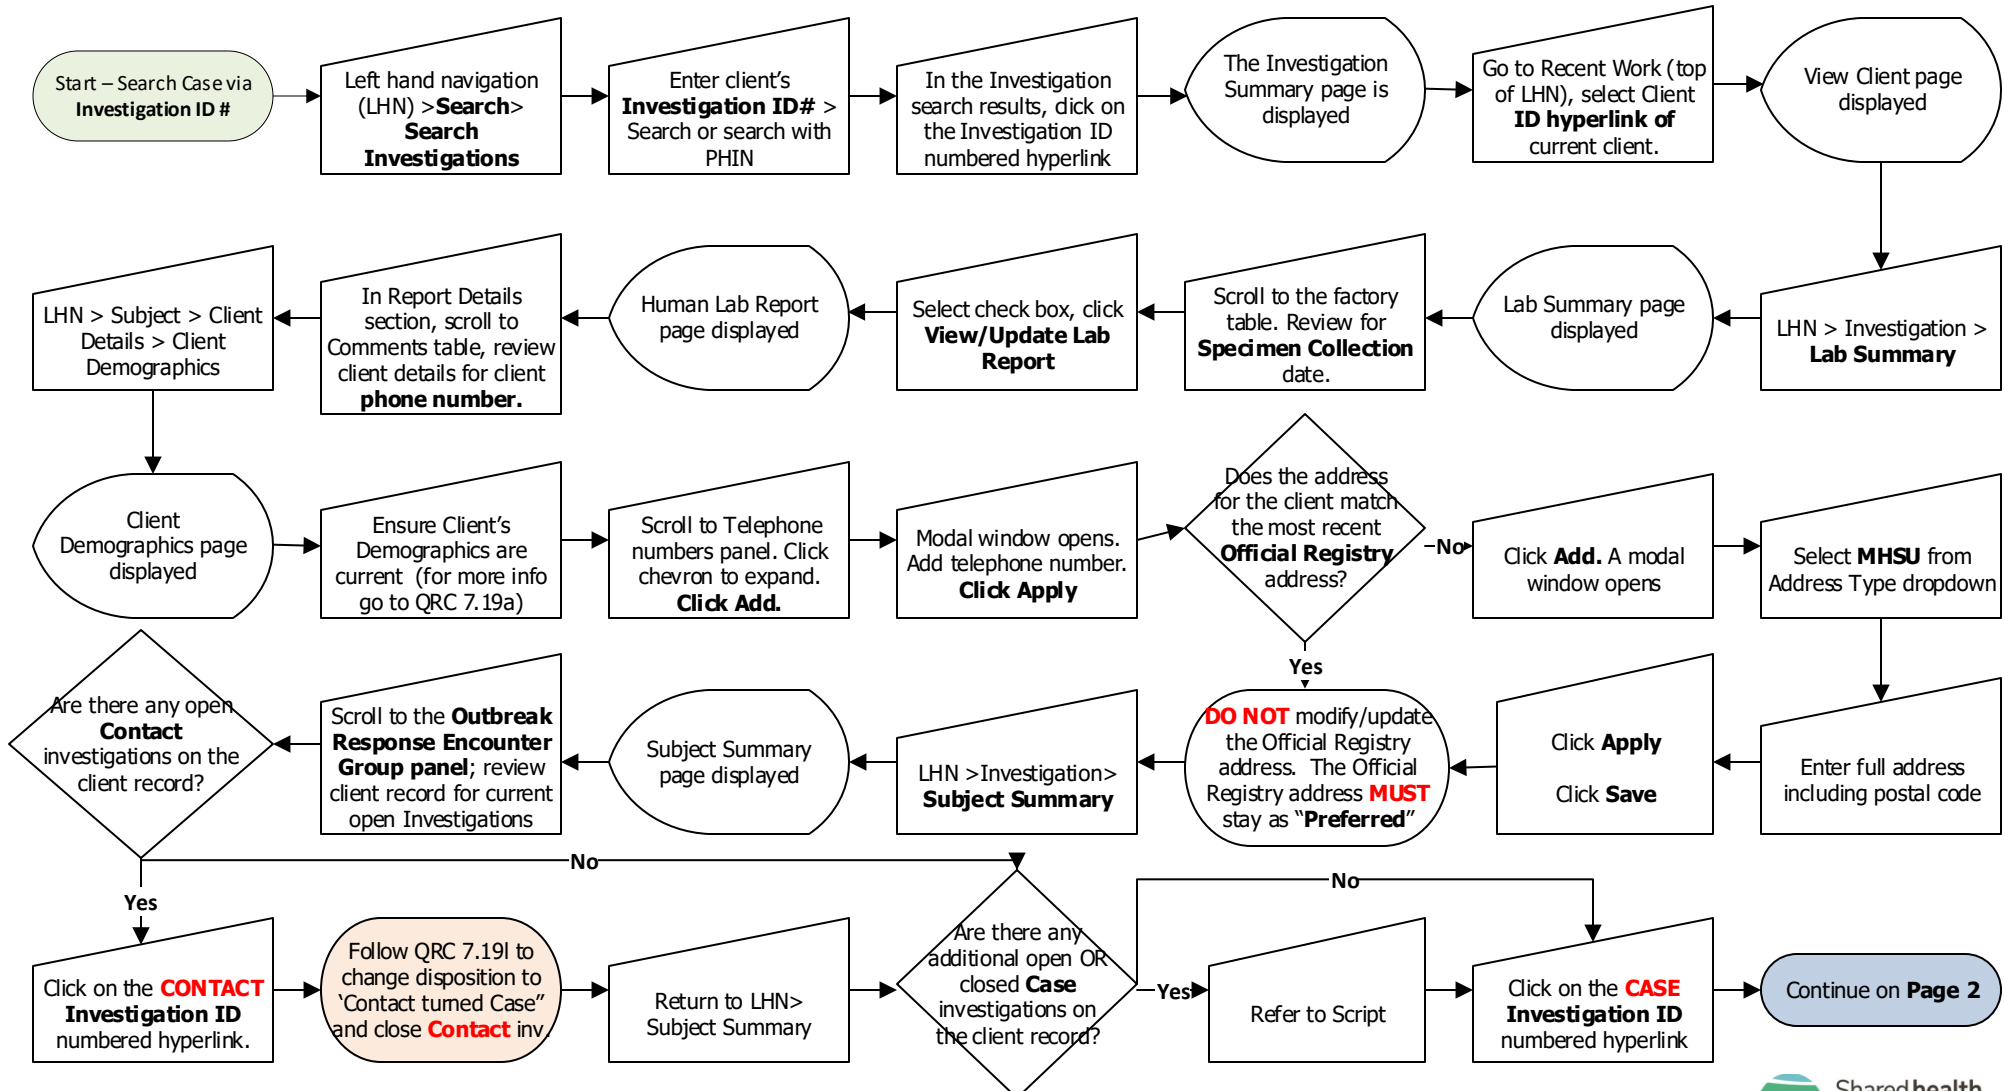 Start – Search Case via
Investigation ID #
Left hand navigation
(LHN) >Search>
Search
Investigations
Enter client's
Investigation ID# >
Search or search with
PHIN
In the Investigation
search results, click on
the Investigation ID
numbered hyperlink
The Investigation
Summary page is
displayed
Go to Recent Work (top
of LHN), select Client
ID hyperlink of
current client.
View Client page
displayed
LHN > Subject > Client
Details > Client
Demographics
In Report Details
section, scroll to
Comments table, review
client details for client
phone number.
Human Lab Report
page displayed
Select check box, click
View/Update Lab
Report
Scroll to the factory
table. Review for
Specimen Collection
date.
Lab Summary page
displayed
LHN > Investigation >
Lab Summary
Client
Demographics page
displayed
Ensure Client's
Demographics are
current (for more info
go to QRC 7.19a)
Scroll to Telephone
numbers panel. Click
chevron to expand.
Click Add.
Modal window opens.
Add telephone number.
Click Apply
Does the address
for the client match
the most recent
Official Registry
address?
No
Click Add. A modal
window opens
Select MHSU from
Address Type dropdown
Yes
Are there any open
Contact
investigations on the
client record?
Scroll to the Outbreak
Response Encounter
Group panel; review
client record for current
open Investigations
Subject Summary
page displayed
LHN >Investigation>
Subject Summary
DO NOT modify/update
the Official Registry
address. The Official
Registry address MUST
stay as “Preferred”
Click Apply
Click Save
Enter full address
including postal code
No
Yes
No
Click on the CONTACT
Investigation ID
numbered hyperlink.
Follow QRC 7.19l to
change disposition to
‘Contact turned Case”
and close Contact inv.
Return to LHN>
Subject Summary
Are there any
additional open OR
closed Case
investigations on
the client record?
Yes
Refer to Script
Click on the CASE
Investigation ID
numbered hyperlink
Continue on Page 2
Sharedhealth